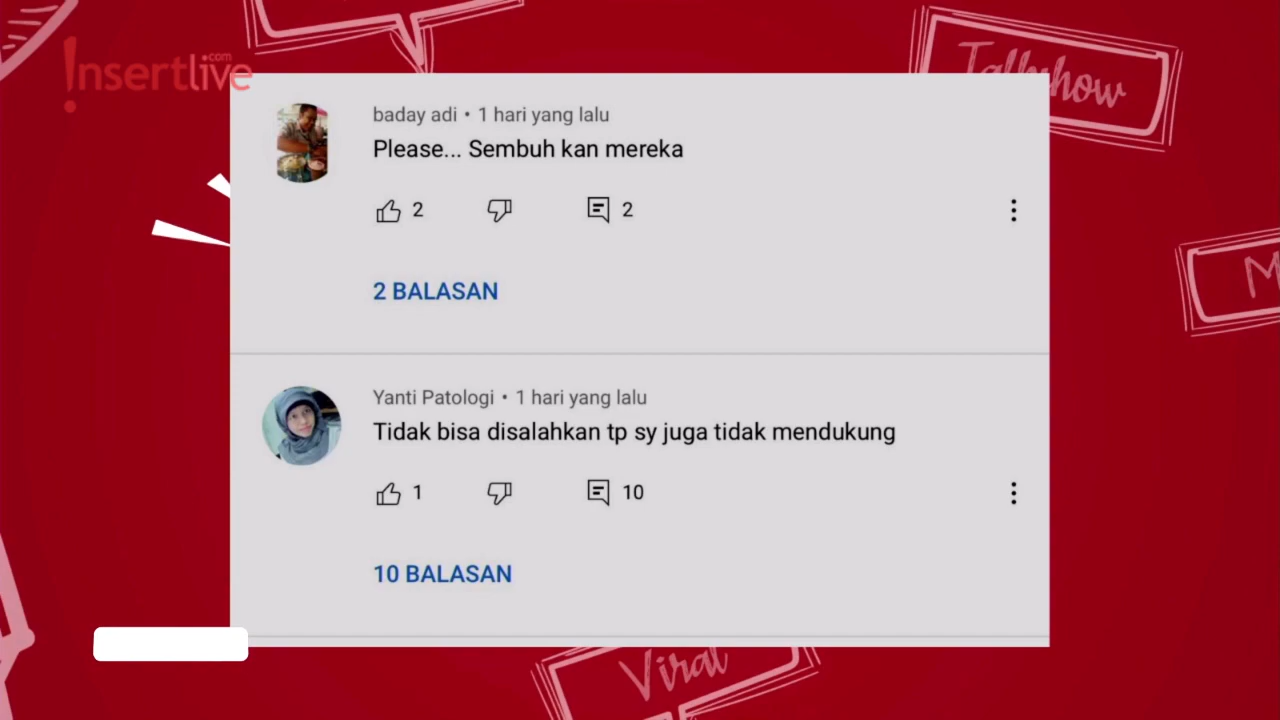 insertlive
.com
Talkshow
baday adi • 1 hari yang lalu
Please... Sembuh kan mereka
2
2
2 BALASAN
Yanti Patologi • 1 hari yang lalu
Tidak bisa disalahkan tp sy juga tidak mendukung
1
10
10 BALASAN
Viral